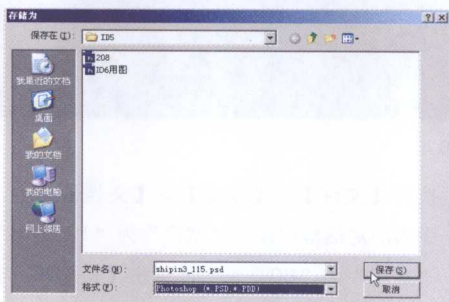 存储为
保存在(I):
ID5
208
ID6用图
我最近的文档
桌面
我的文档
我的电脑
网上邻居
文件名(N):
shipin3_115.psd
保存(S)
格式(F):
Photoshop (*.PSD;*.PDD)
取消